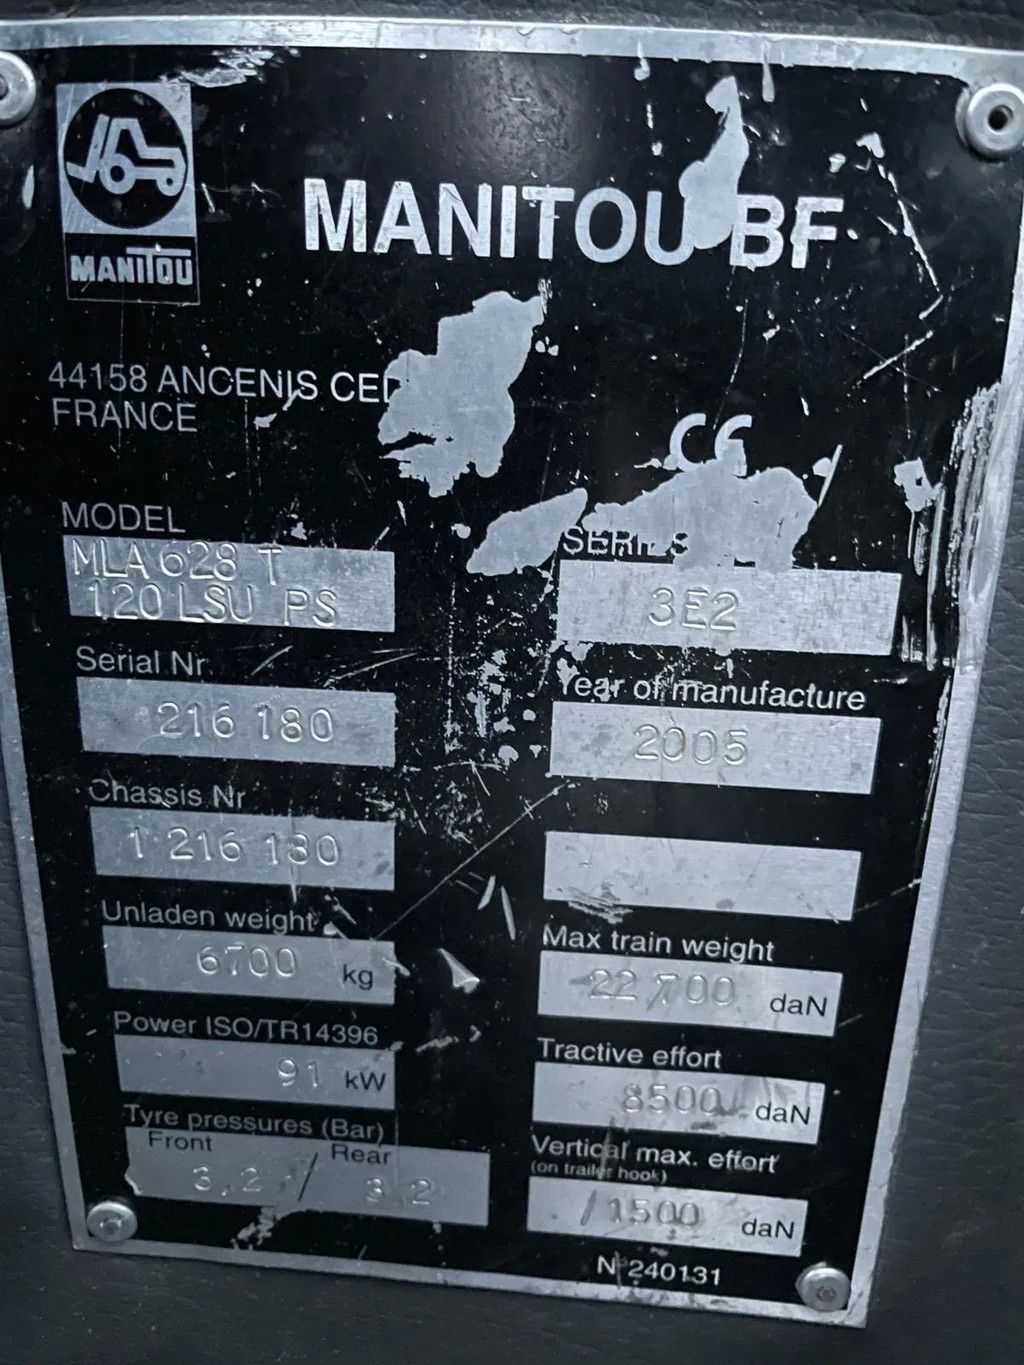 MANITOU
MANITOU BF
44158 ANCENIS CED
FRANCE
CE
MODEL
MLA 628 T
120 LSU PS
SERIES
3E2
Serial Nr
216 180
Year of manufacture
2005
Chassis Nr
1 216 180
Unladen weight
6700 kg
Max train weight
22 700 daN
Power ISO/TR14396
91 kW
Tractive effort
8500 daN
Tyre pressures (Bar)
Front Rear
3,2 / 3,2
Vertical max. effort
(on trailer hook)
1500 daN
N° 240131